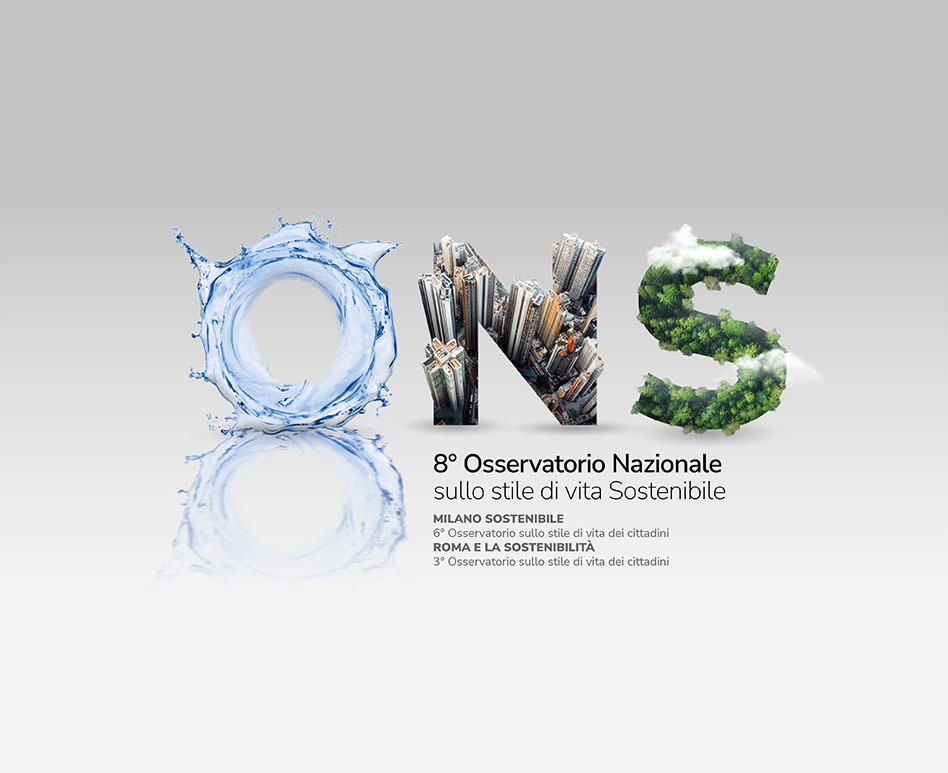 ONS
8° Osservatorio Nazionale
sullo stile di vita Sostenibile
MILANO SOSTENIBILE
6° Osservatorio sullo stile di vita dei cittadini
ROMA E LA SOSTENIBILITÀ
3° Osservatorio sullo stile di vita dei cittadini